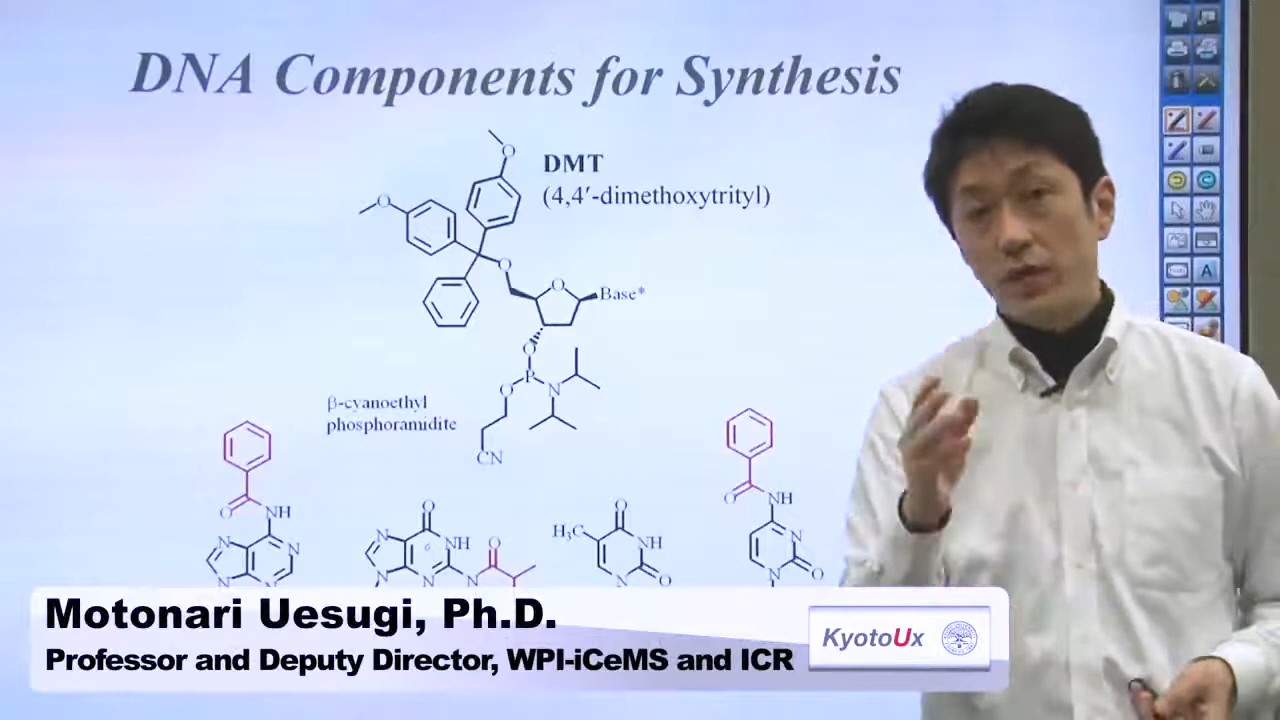 DNA Components for Synthesis
DMT
(4,4′-dimethoxytrityl)
O
O
O
O
Base*
O
P
O
N
β-cyanoethyl
phosphoramidite
CN
O
NH
N
N
N
N
O
N
NH
6
N
N
N
O
O
H₃C
NH
N
O
O
NH
N
N
O
A
Motonari Uesugi, Ph.D.
Professor and Deputy Director, WPI-iCeMS and ICR
KyotoUx